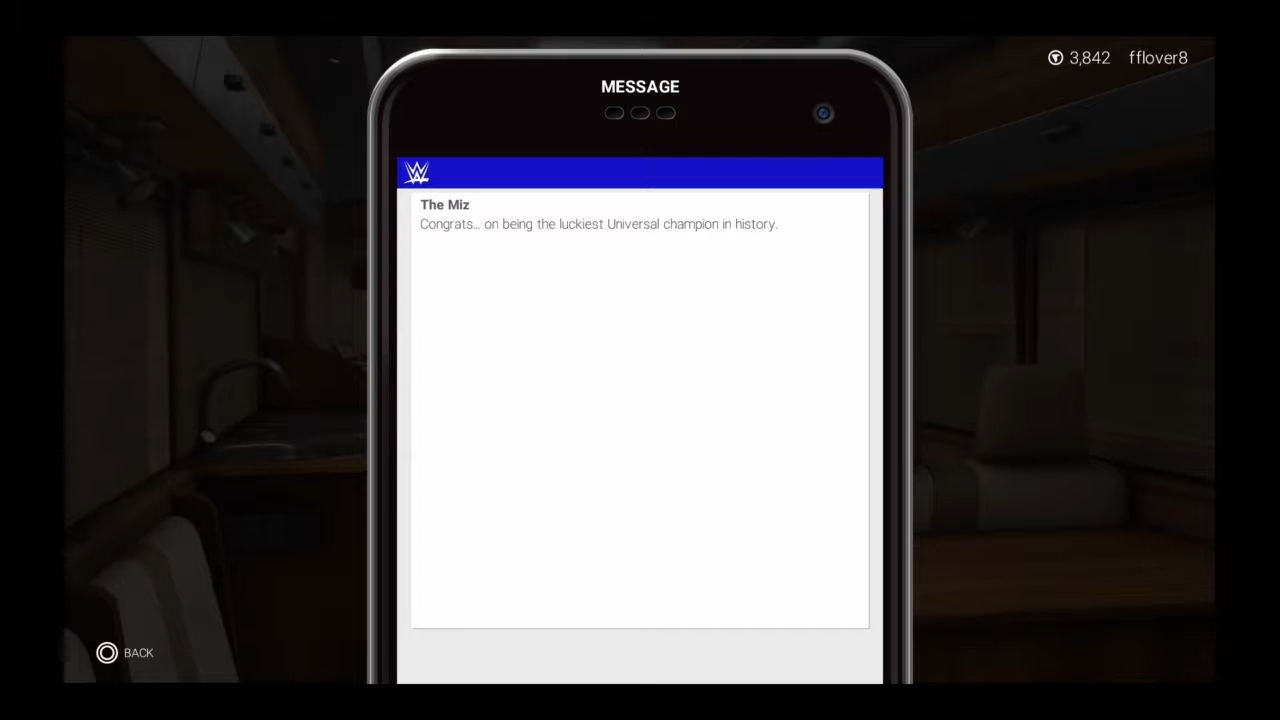 3,842 fflover8
MESSAGE
The Miz
Congrats... on being the luckiest Universal champion in history.
BACK